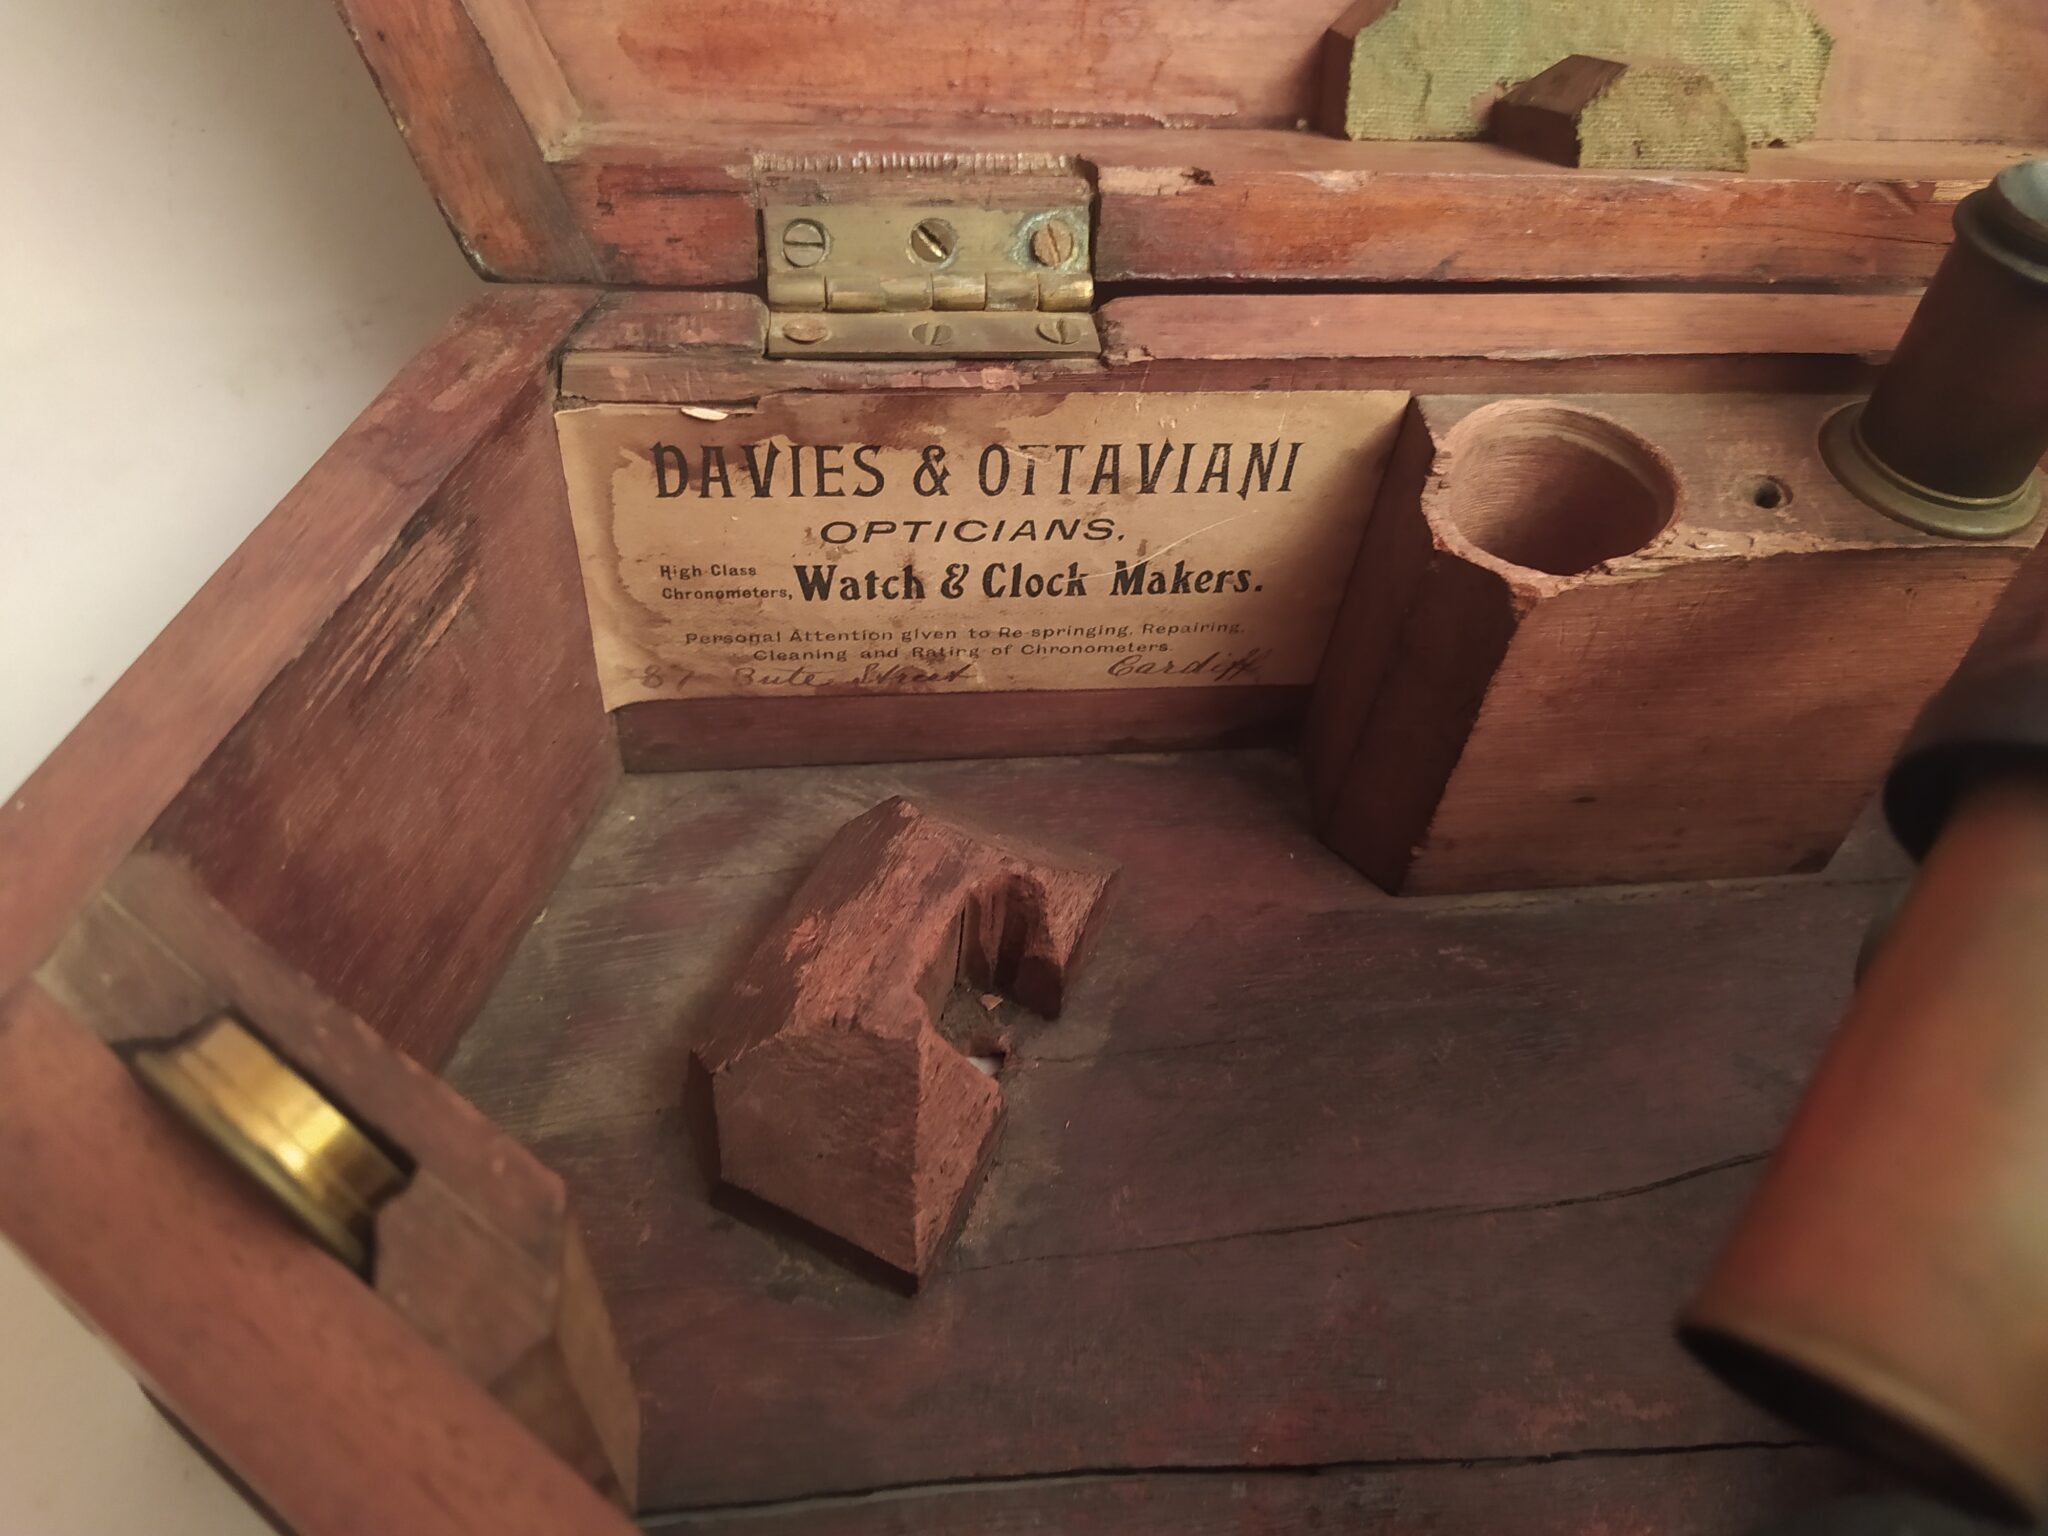 DAVIES & OTTAVIANI
OPTICIANS.
High Class
Chronometers, Watch & Clock Makers.
Personal Attention given to Re-springing, Repairing,
Cleaning and Rating of Chronometers.
87 Bute Street Cardiff